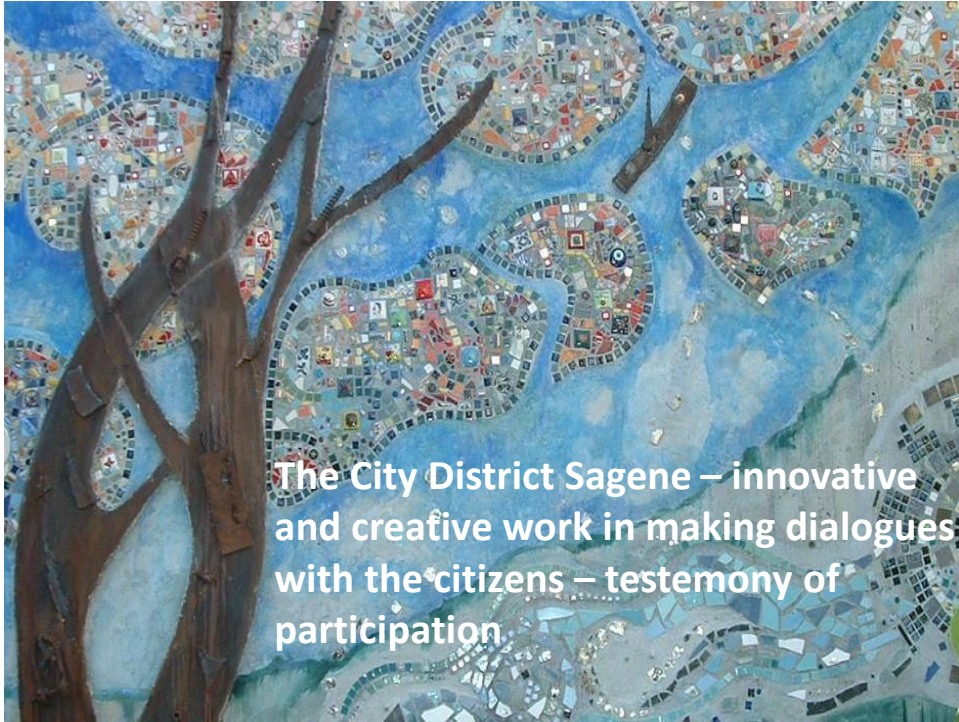 The City District Sagene – innovative
and creative work in making dialogues
with the citizens – testemony of
participation